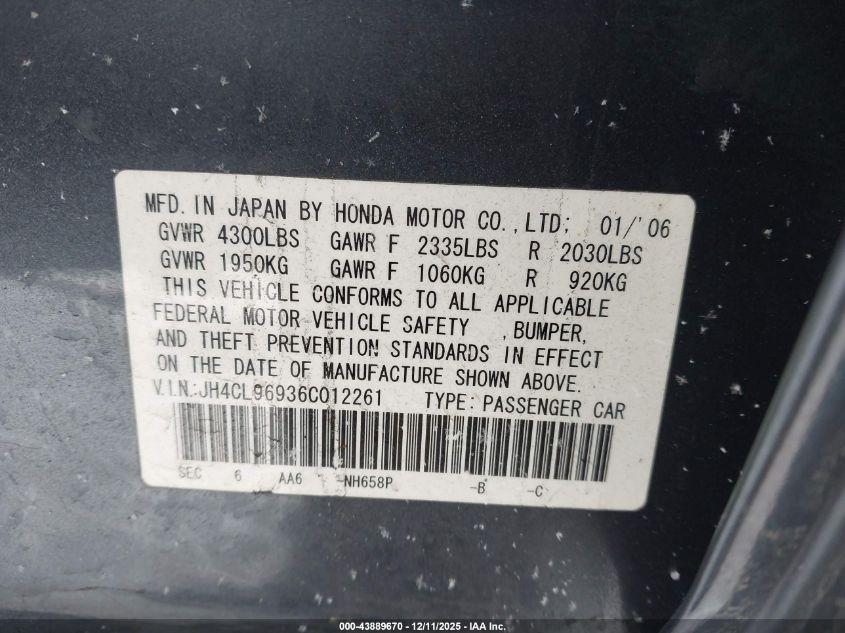 MFD. IN JAPAN BY HONDA MOTOR CO.,LTD; 01/'06
GVWR 4300LBS GAWR F 2335LBS R 2030LBS
GVWR 1950KG GAWR F 1060KG R 920KG
THIS VEHICLE CONFORMS TO ALL APPLICABLE
FEDERAL MOTOR VEHICLE SAFETY ,BUMPER,
AND THEFT PREVENTION STANDARDS IN EFFECT
ON THE DATE OF MANUFACTURE SHOWN ABOVE.
V.I.N.:JH4CL96936C012261 TYPE:PASSENGER CAR
SEC 6 AA6 -NH658P -B -C
000-43889670 - 12/11/2025 - IAA Inc.